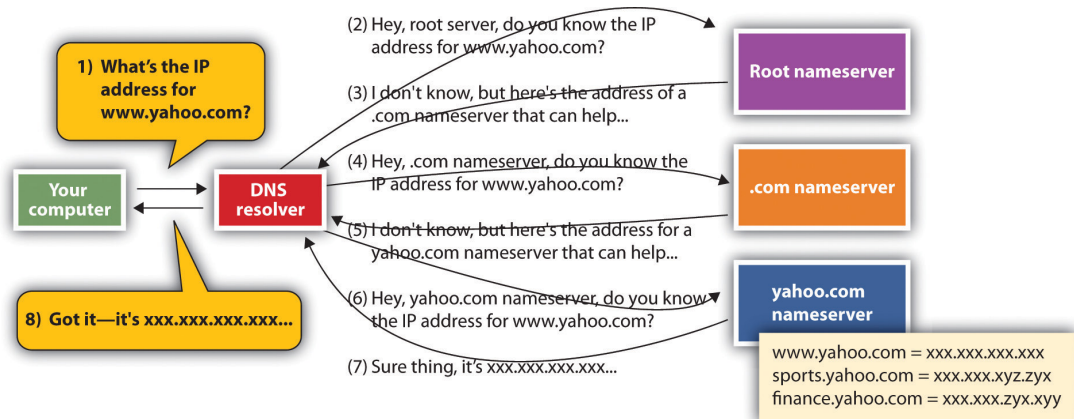 1) What's the IP
address for
www.yahoo.com?
Your
computer
DNS
resolver
8) Got it—it's xxx.xxx.xxx.xxx...
(2) Hey, root server, do you know the IP
address for www.yahoo.com?
(3) I don't know, but here's the address of a
.com nameserver that can help...
(4) Hey, .com nameserver, do you know the
IP address for www.yahoo.com?
(5) I don't know, but here's the address for a
yahoo.com nameserver that can help...
(6) Hey, yahoo.com nameserver, do you know
the IP address for www.yahoo.com?
(7) Sure thing, it's xxx.xxx.xxx.xxx...
Root nameserver
.com nameserver
yahoo.com
nameserver
www.yahoo.com = xxx.xxx.xxx.xxx
sports.yahoo.com = xxx.xxx.xyz.zyx
finance.yahoo.com = xxx.xxx.zyx.xyy